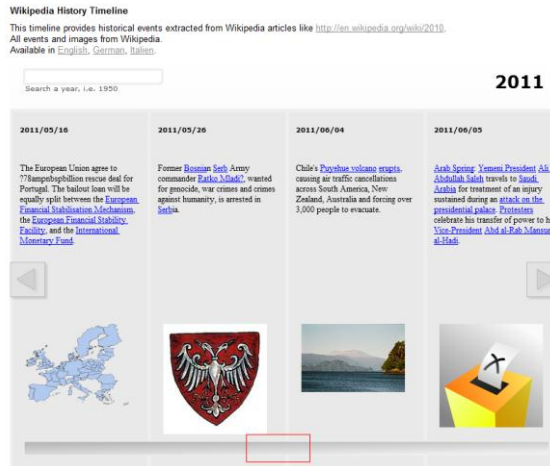 Wikipedia History Timeline
This timeline provides historical events extracted from Wikipedia articles like http://en.wikipedia.org/wiki/2010.
All events and images from Wikipedia.
Available in English, German, Italien.
Search a year, i.e. 1950
2011
2011/05/16
The European Union agree to
?78ampnbspbillion rescue deal for
Portugal. The bailout loan will be
equally split between the European
Financial Stabilisation Mechanism,
the European Financial Stability
Facility, and the International
Monetary Fund.
2011/05/26
Former Bosnian Serb Army
commander Ratko Mladi?, wanted
for genocide, war crimes and crimes
against humanity, is arrested in
Serbia.
2011/06/04
Chile's Puyehue volcano erupts,
causing air traffic cancellations
across South America, New
Zealand, Australia and forcing over
3,000 people to evacuate.
2011/06/05
Arab Spring: Yemeni President Ali
Abdullah Saleh travels to Saudi
Arabia for treatment of an injury
sustained during an attack on the
presidential palace. Protesters
celebrate his transfer of power to h
Vice-President Abd al-Rab Mansur
al-Hadi.